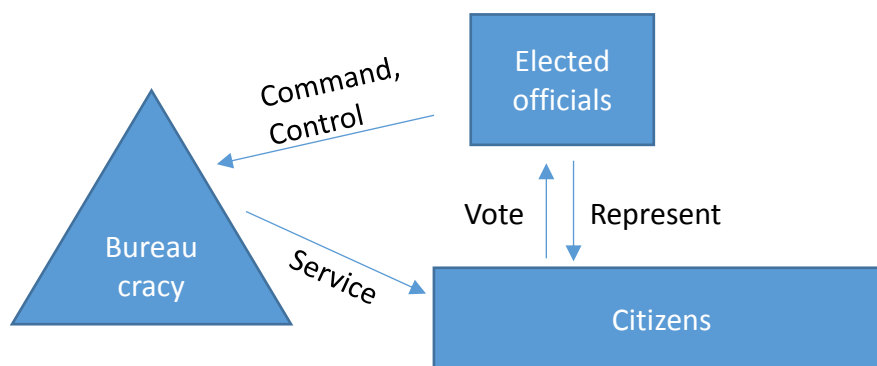 Elected
officials
Command,
Control
Vote
Represent
Bureau
cracy
Service
Citizens